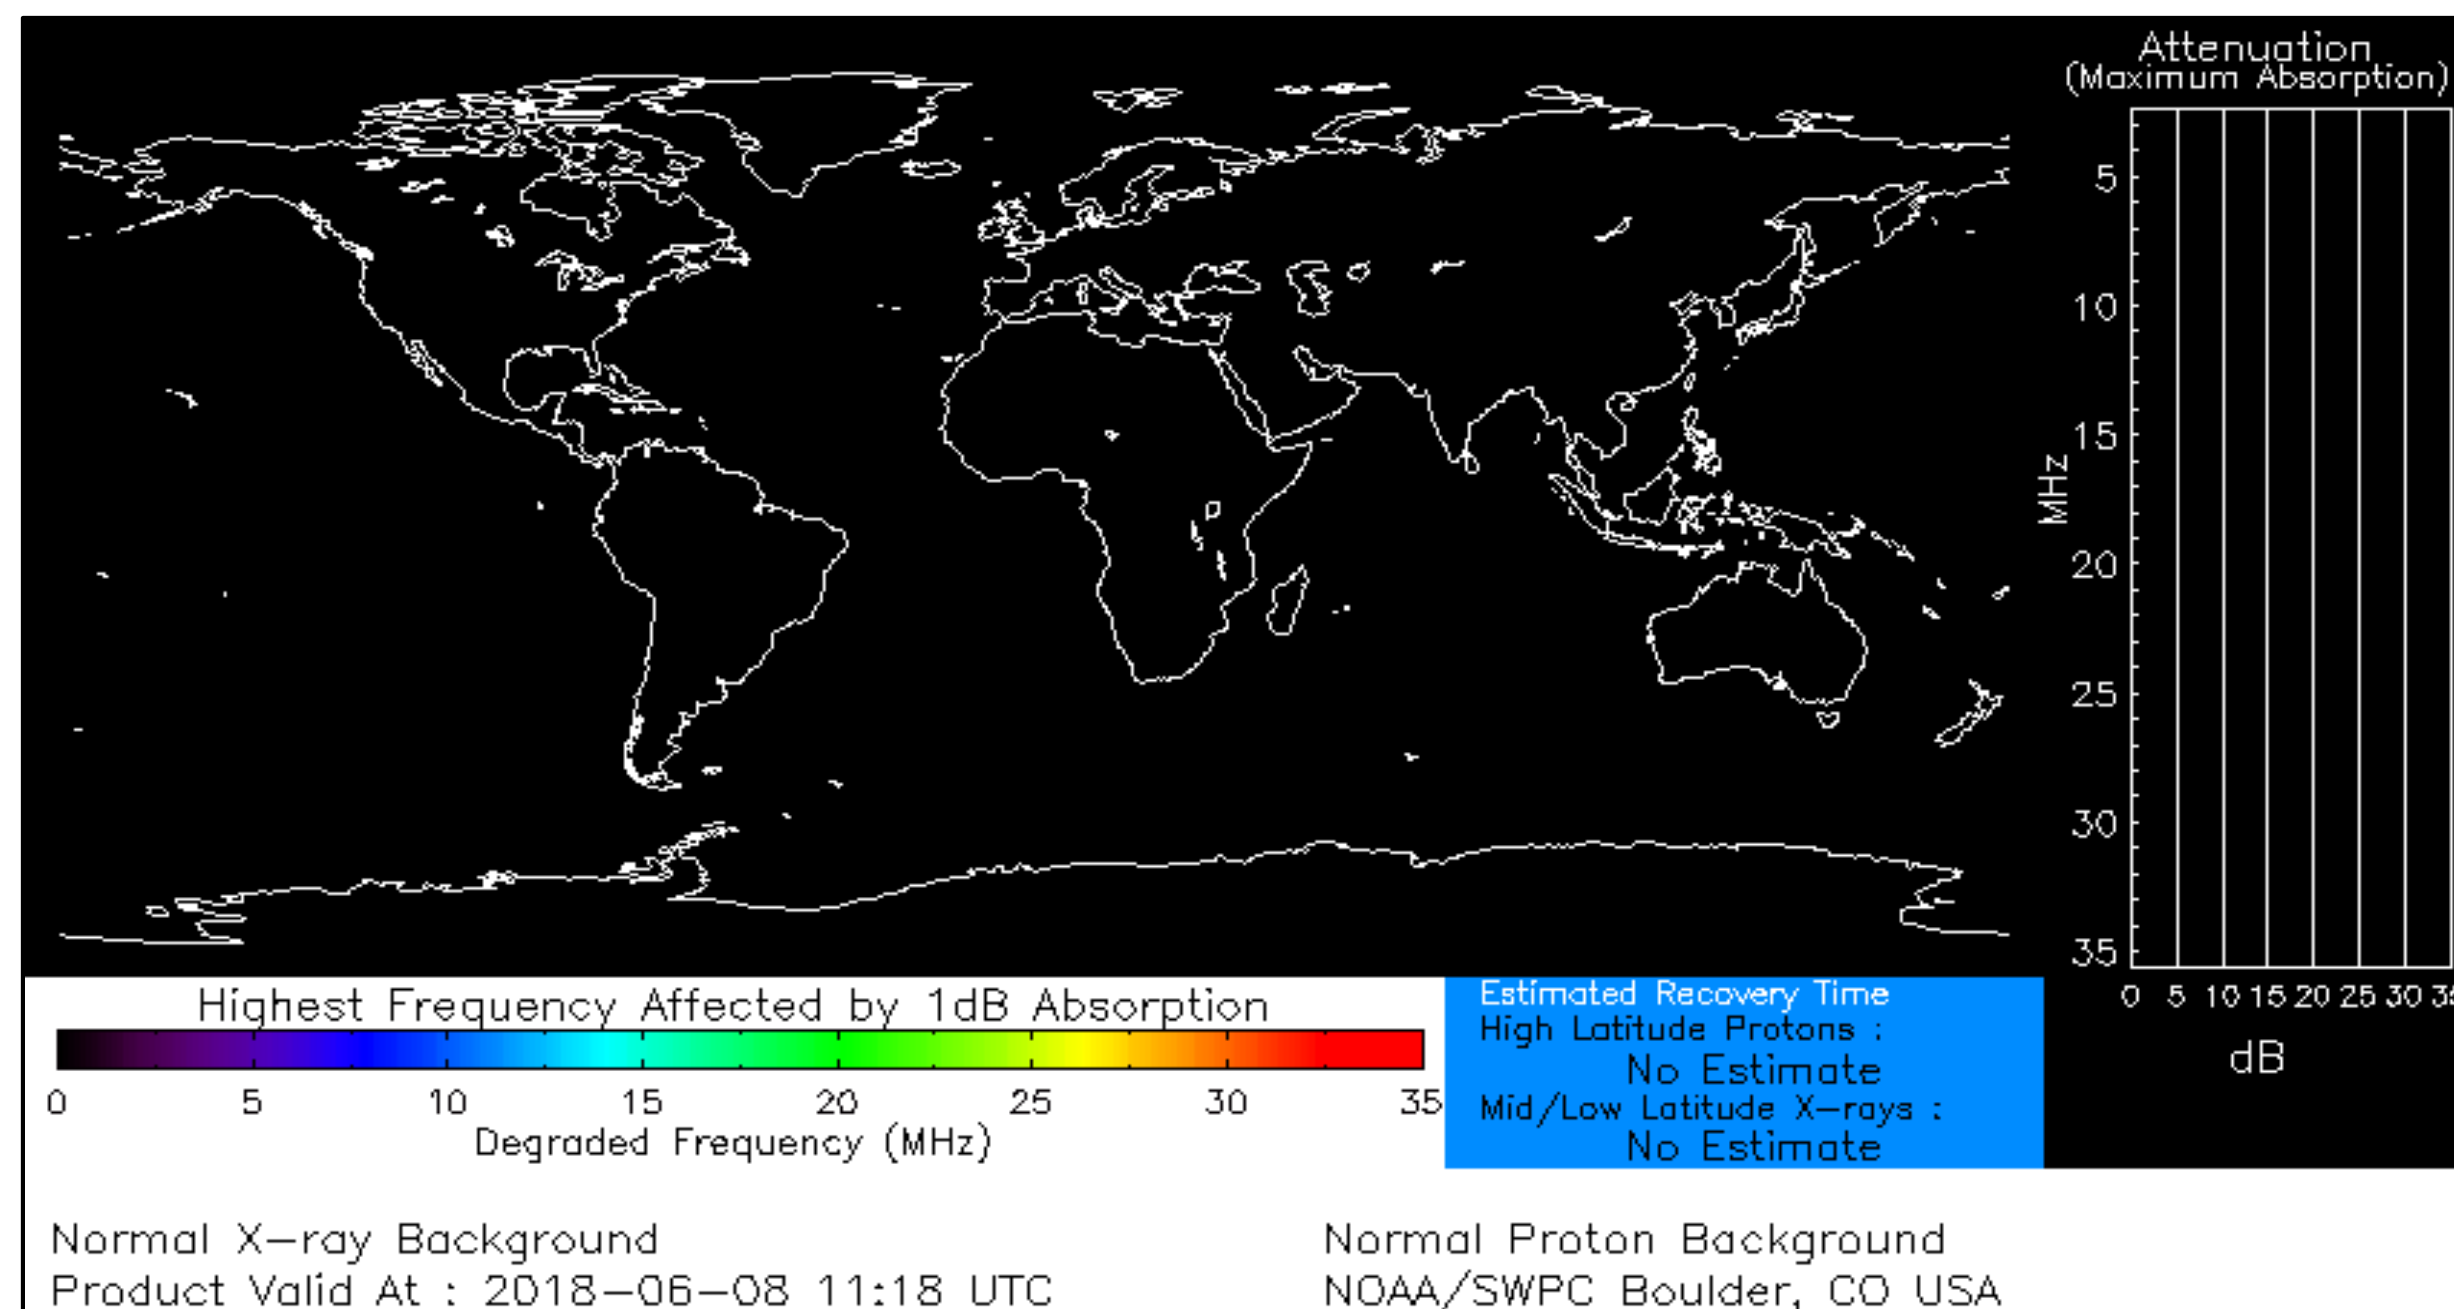 Attenuation
(Maximum Absorption)
5
10
15
20
25
30
35
MHz
0 5 10 15 20 25 30
dB
Highest Frequency Affected by 1dB Absorption
0 5 10 15 20 25 30 35
Degraded Frequency (MHz)
Estimated Recovery Time
High Latitude Protons :
No Estimate
Mid/Low Latitude X-rays :
No Estimate
Normal X-ray Background
Normal Proton Background
Product Valid At : 2018-06-08 11:18 UTC
NOAA/SWPC Boulder, CO USA